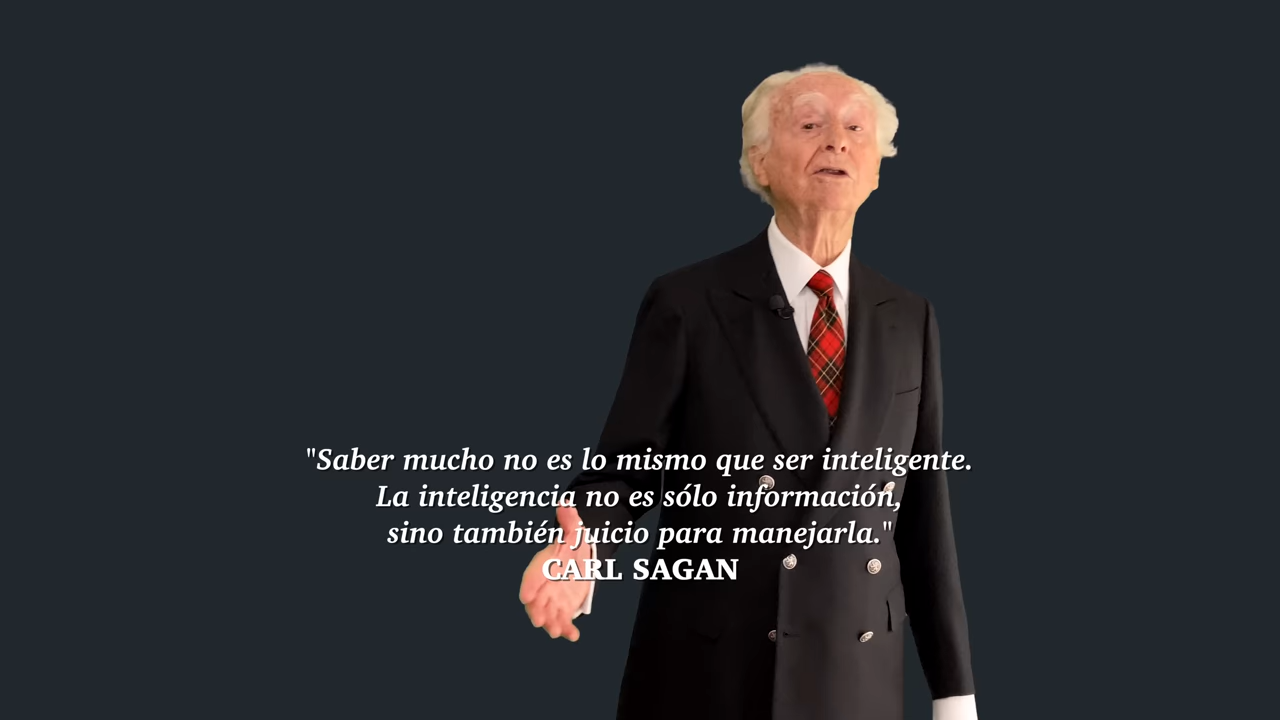 "Saber mucho no es lo mismo que ser inteligente.
La inteligencia no es sólo información,
sino también juicio para manejarla."
CARL SAGAN